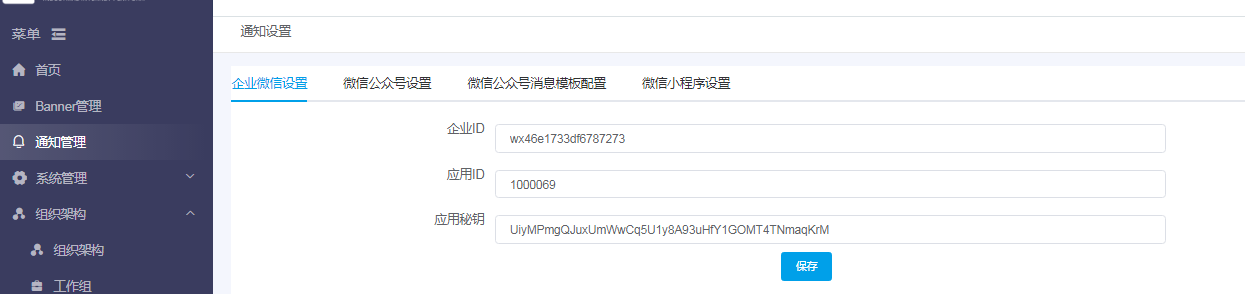 菜单
首页
Banner管理
通知管理
系统管理
组织架构
组织架构
工作组
通知设置
企业微信设置 微信公众号设置 微信公众号消息模板配置 微信小程序设置
企业ID wx46e1733df6787273
应用ID 1000069
应用秘钥 UiyMPmgQJuxUmWwCq5U1y8A93uHfY1GOMT4TNmaqKrM
保存